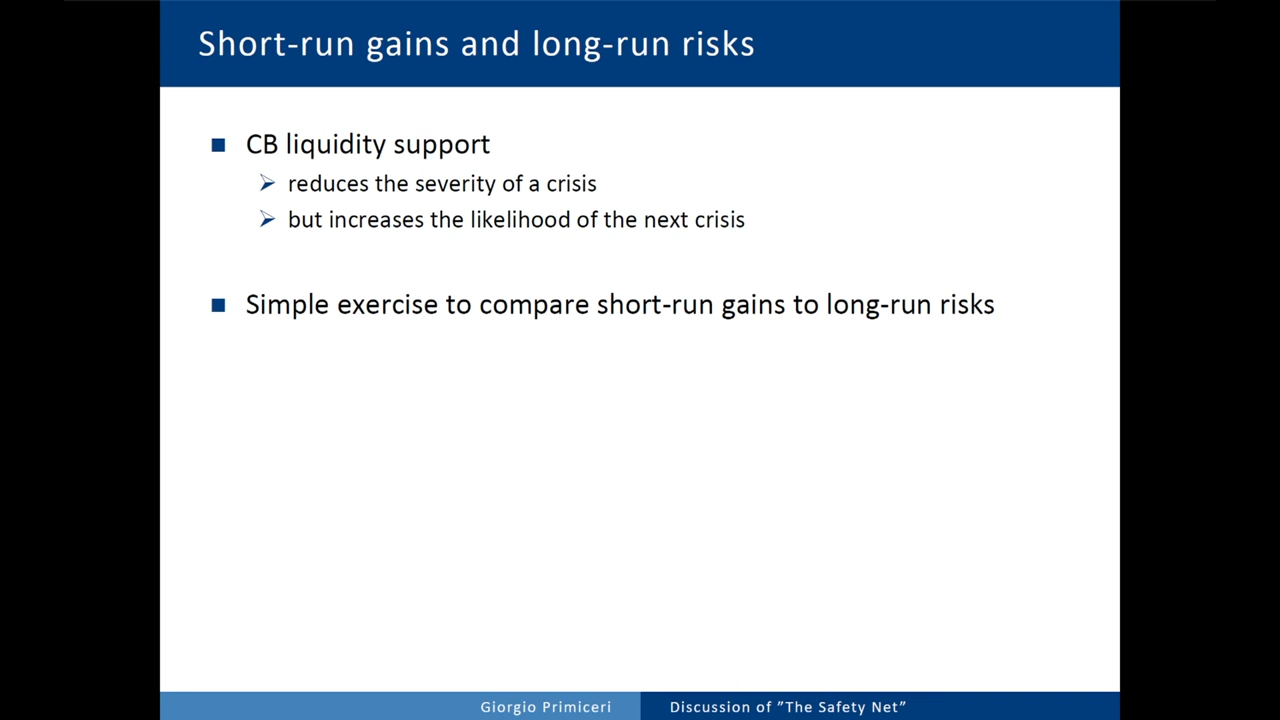 Short-run gains and long-run risks
CB liquidity support
reduces the severity of a crisis
but increases the likelihood of the next crisis
Simple exercise to compare short-run gains to long-run risks
Giorgio Primiceri
Discussion of ”The Safety Net”